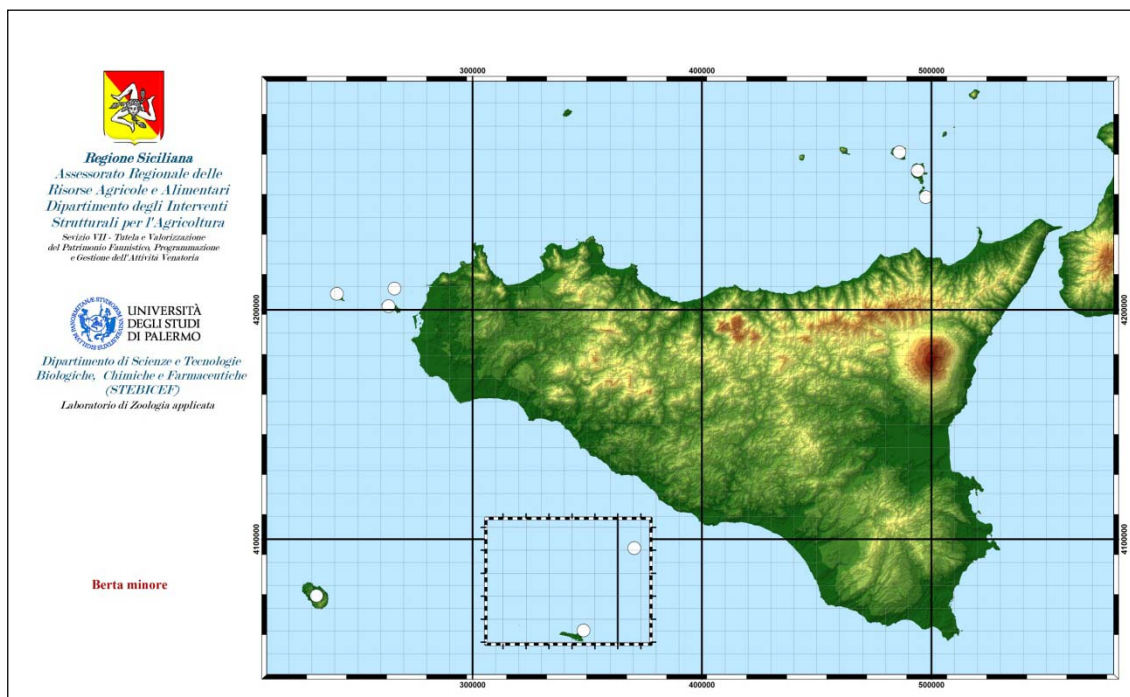 Regione Siciliana
Assessorato Regionale delle
Risorse Agricole e Alimentari
Dipartimento degli Interventi
Strutturali per l'Agricoltura
Sevizio VII - Tutela e Valorizzazione
del Patrimonio Faunistico, Programmazione
e Gestione dell'Attività Venatoria
UNIVERSITÀ
DEGLI STUDI
DI PALERMO
Dipartimento di Scienze e Tecnologie
Biologiche, Chimiche e Farmaceutiche
(STEBICEF)
Laboratorio di Zoologia applicata
Berta minore
300000
400000
500000
4200000
4200000
4100000
4100000
300000
400000
500000